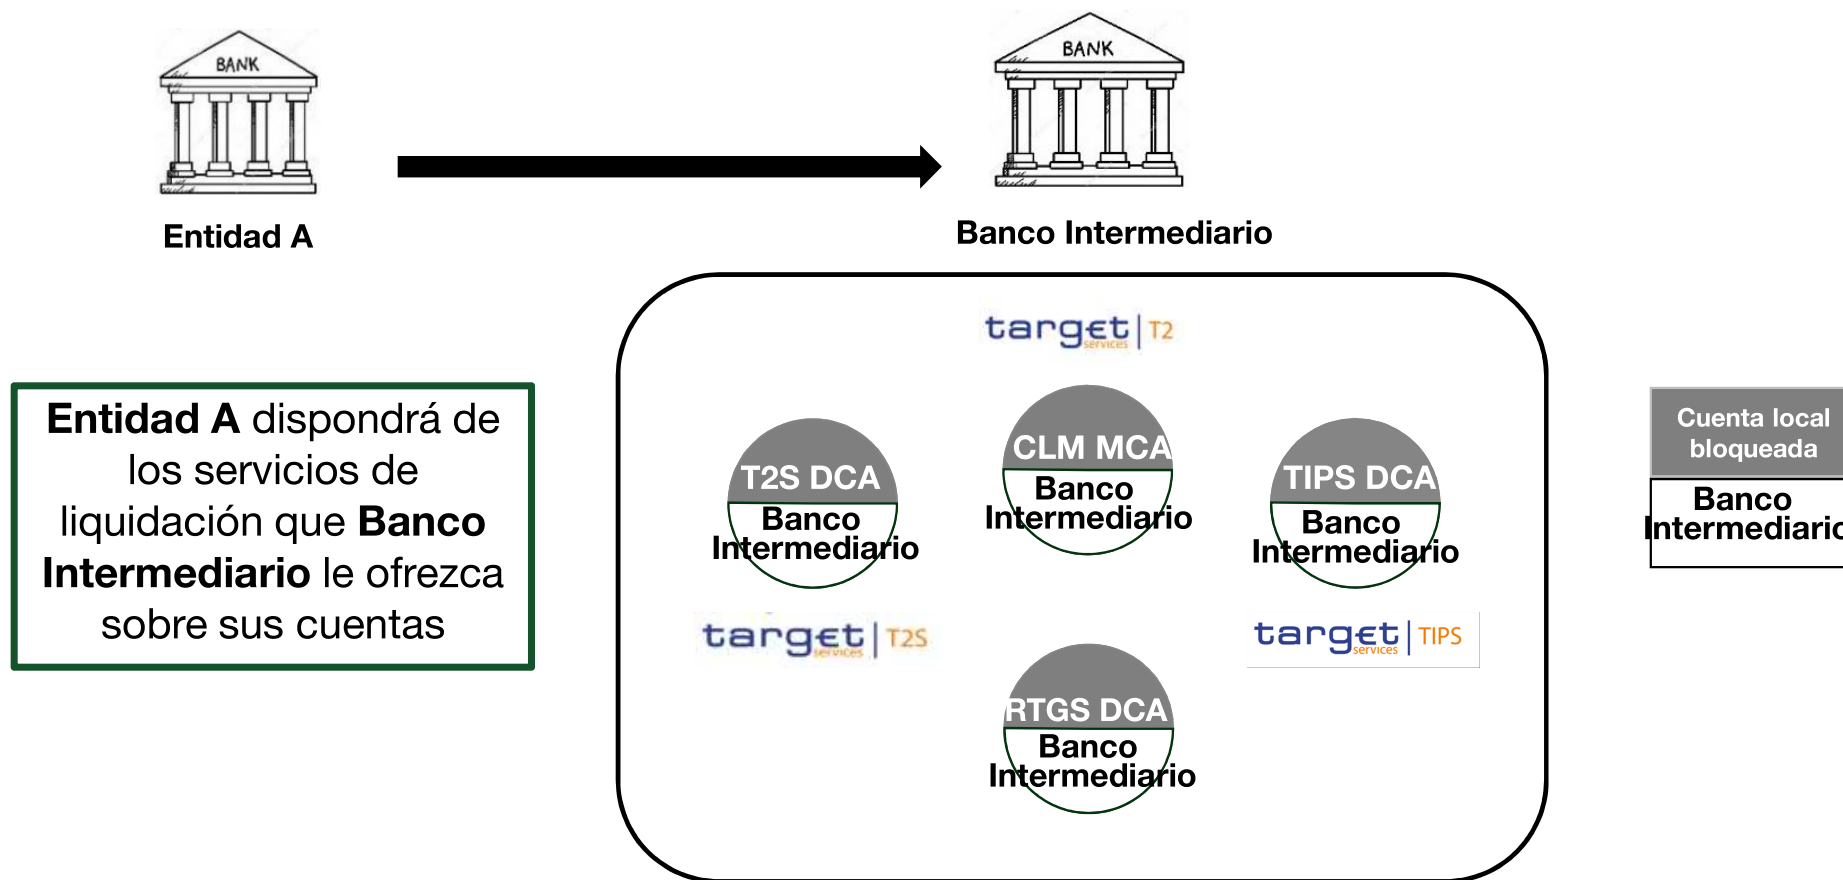 BANK
BANK
Entidad A
Banco Intermediario
target services | T2
Entidad A dispondrá de
los servicios de
liquidación que Banco
Intermediario le ofrezca
sobre sus cuentas
T2S DCA
Banco
Intermediario
CLM MCA
Banco
Intermediario
TIPS DCA
Banco
Intermediario
Cuenta local
bloqueada
Banco
Intermediario
target services | T2S
target services | TIPS
RTGS DCA
Banco
Intermediario